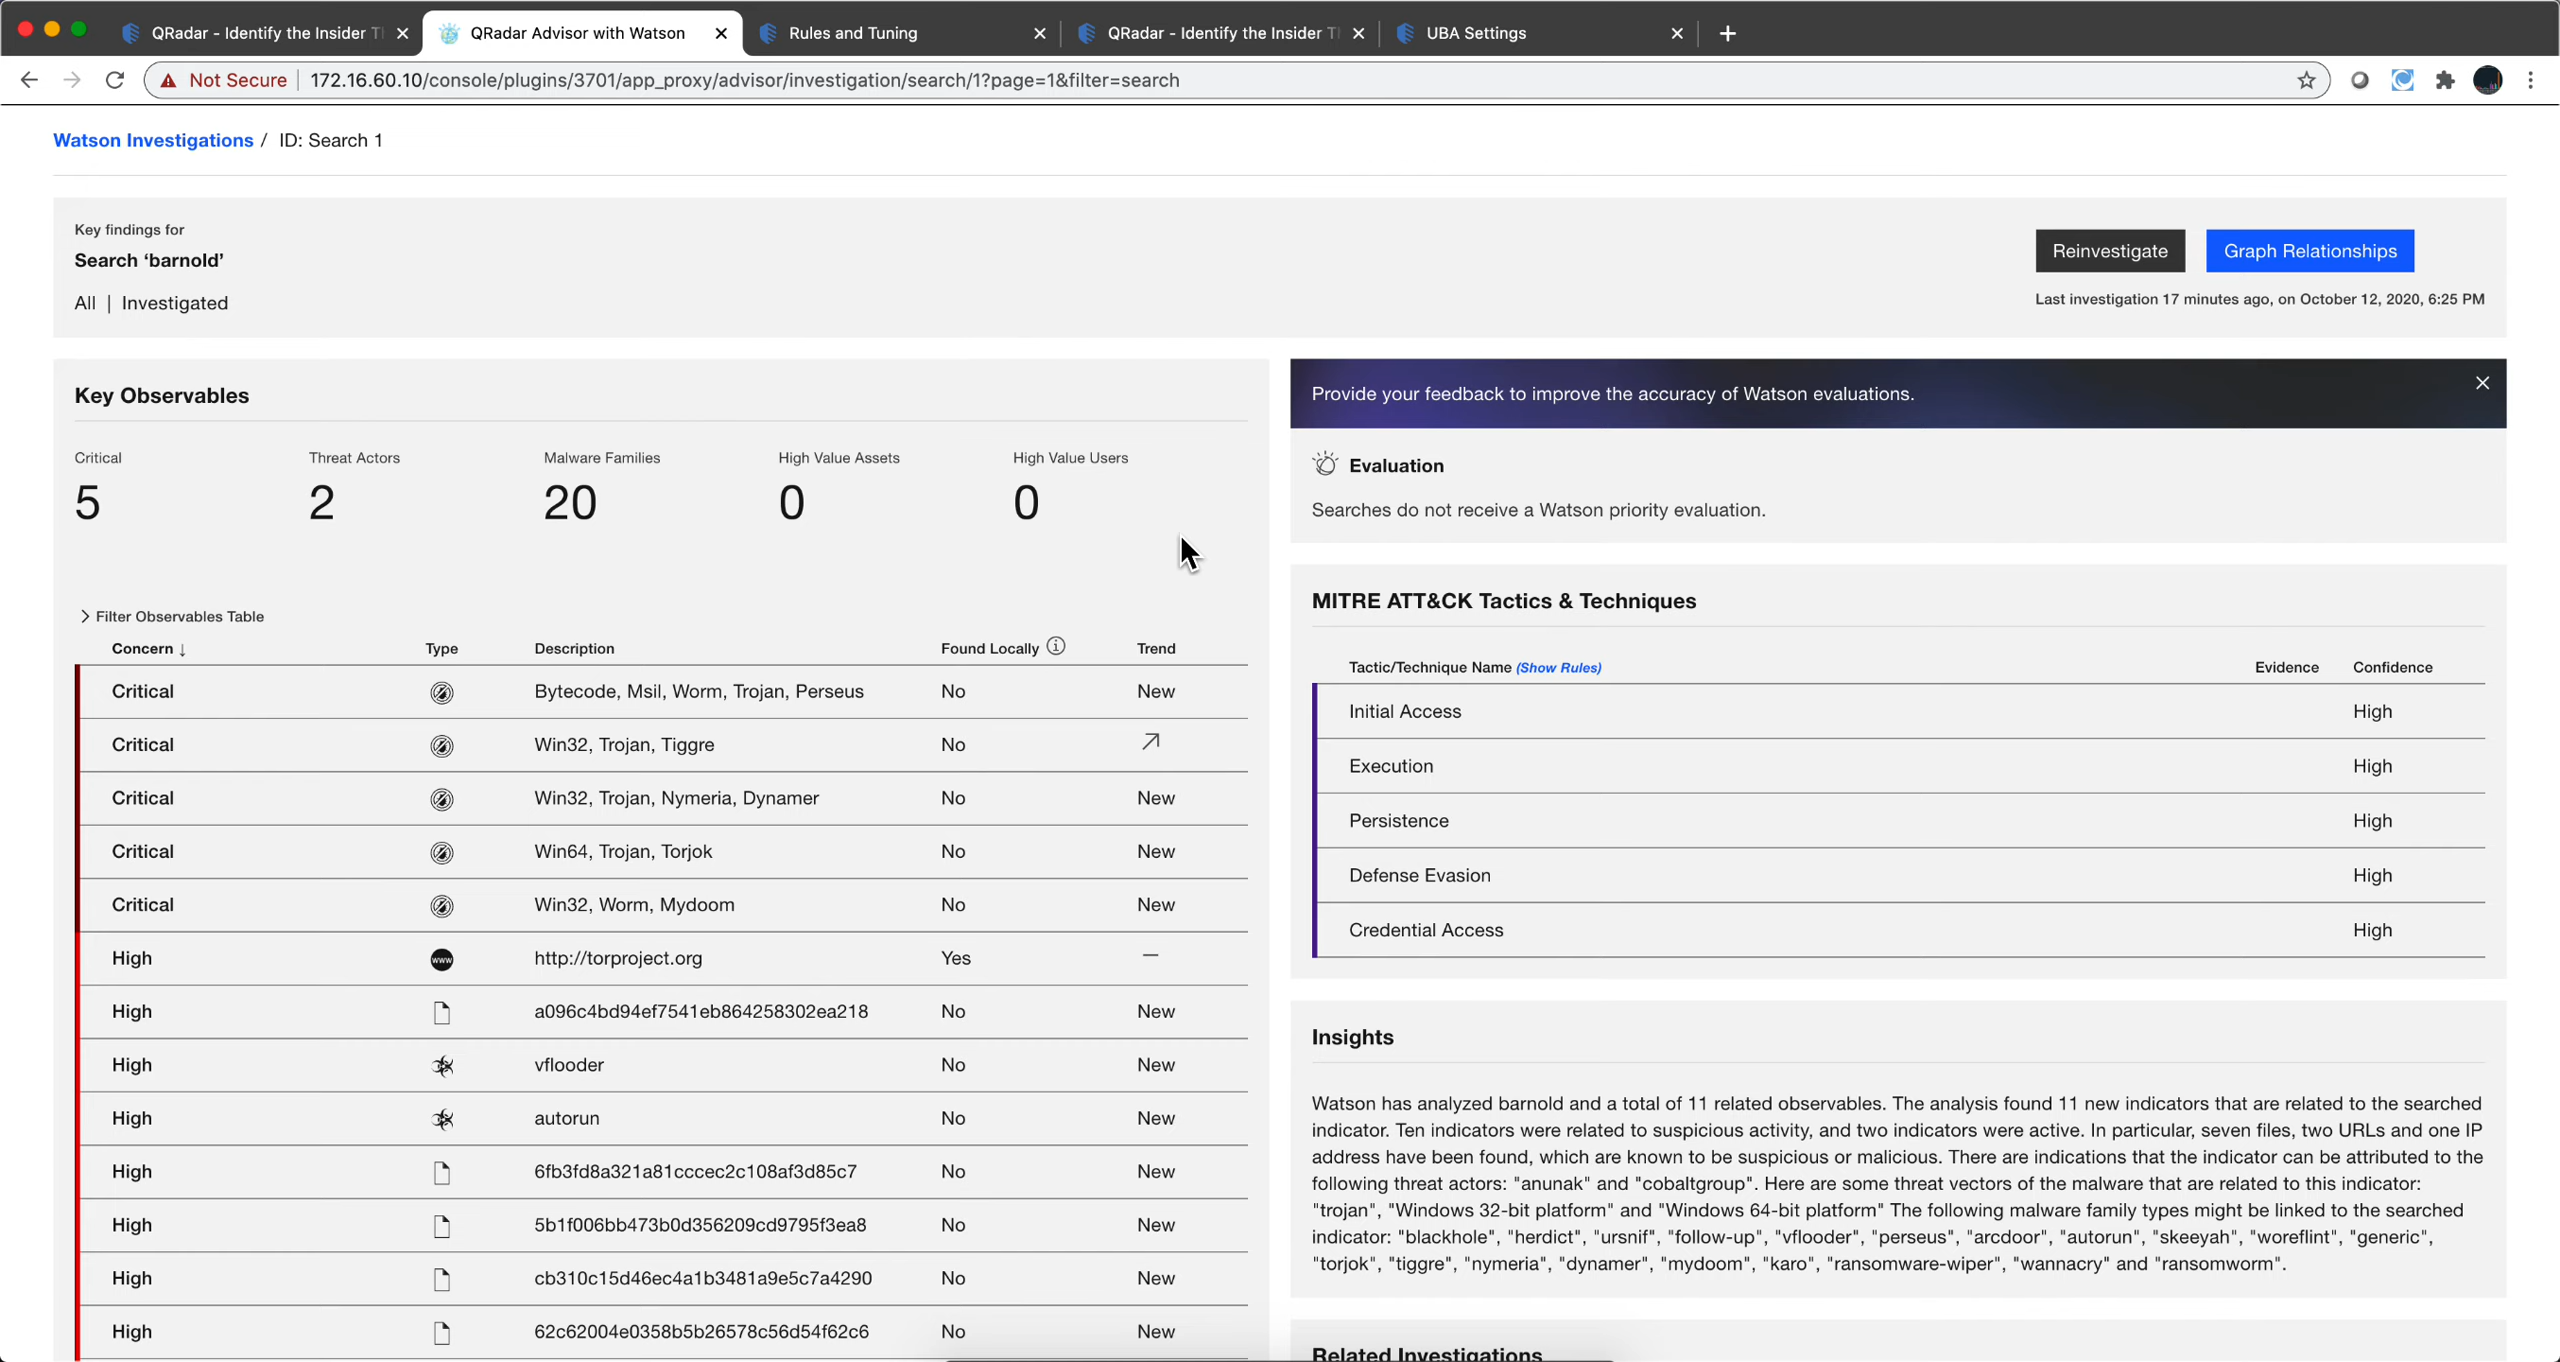 QRadar - Identify the Insider T
QRadar Advisor with Watson
Rules and Tuning
QRadar - Identify the Insider T
UBA Settings
Not Secure
172.16.60.10/console/plugins/3701/app_proxy/advisor/investigation/search/1?page=1&filter=search
Watson Investigations / ID: Search 1
Key findings for
Search ‘barnold’
All | Investigated
Reinvestigate
Graph Relationships
Last investigation 17 minutes ago, on October 12, 2020, 6:25 PM
Key Observables
Critical Threat Actors Malware Families High Value Assets High Value Users
5 2 20 0 0
Filter Observables Table
Concern ↓ Type Description Found Locally Trend
Critical Bytecode, Msil, Worm, Trojan, Perseus No New
Critical Win32, Trojan, Tiggre No
Critical Win32, Trojan, Nymeria, Dynamer No New
Critical Win64, Trojan, Torjok No New
Critical Win32, Worm, Mydoom No New
High www http://torproject.org Yes –
High a096c4bd94ef7541eb864258302ea218 No New
High vflooder No New
High autorun No New
High 6fb3fd8a321a81cccec2c108af3d85c7 No New
High 5b1f006bb473b0d356209cd9795f3ea8 No New
High cb310c15d46ec4a1b3481a9e5c7a4290 No New
High 62c62004e0358b5b26578c56d54f62c6 No New
Provide your feedback to improve the accuracy of Watson evaluations.
Evaluation
Searches do not receive a Watson priority evaluation.
MITRE ATT&CK Tactics & Techniques
Tactic/Technique Name (Show Rules) Evidence Confidence
Initial Access High
Execution High
Persistence High
Defense Evasion High
Credential Access High
Insights
Watson has analyzed barnold and a total of 11 related observables. The analysis found 11 new indicators that are related to the searched
indicator. Ten indicators were related to suspicious activity, and two indicators were active. In particular, seven files, two URLs and one IP
address have been found, which are known to be suspicious or malicious. There are indications that the indicator can be attributed to the
following threat actors: "anunak" and "cobaltgroup". Here are some threat vectors of the malware that are related to this indicator:
"trojan", "Windows 32-bit platform" and "Windows 64-bit platform" The following malware family types might be linked to the searched
indicator: "blackhole", "herdict", "ursnif", "follow-up", "vflooder", "perseus", "arcdoor", "autorun", "skeeyah", "woreflint", "generic",
"torjok", "tiggre", "nymeria", "dynamer", "mydoom", "karo", "ransomware-wiper", "wannacry" and "ransomworm".
Related Investigations